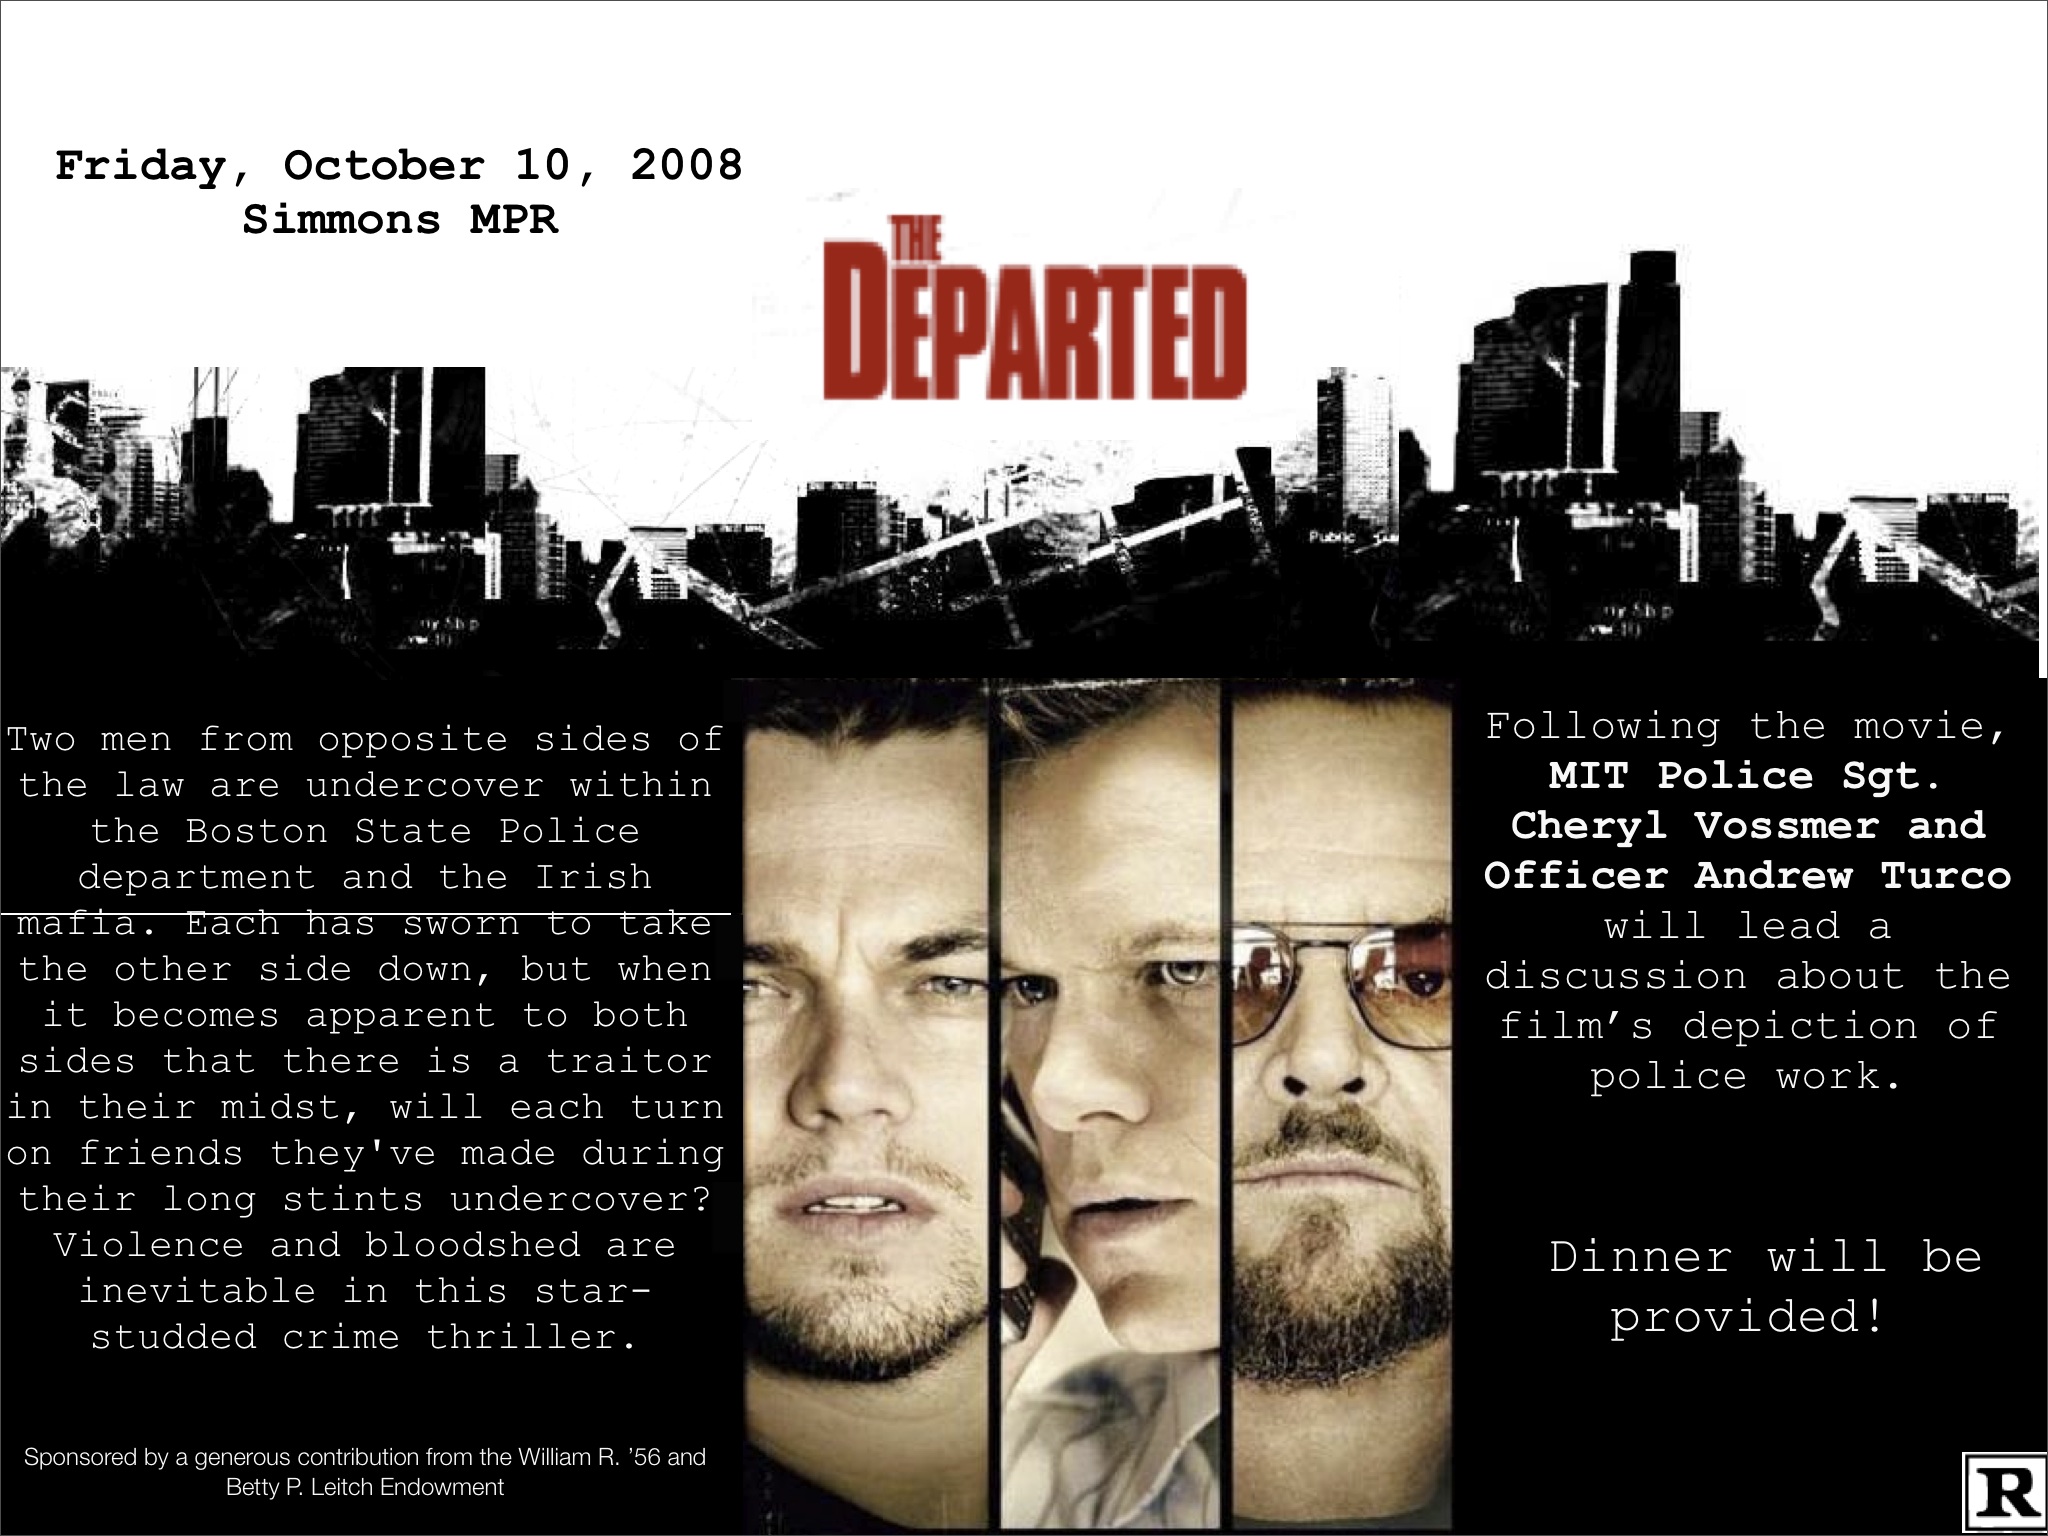 Friday, October 10, 2008
Simmons MPR
THE
DEPARTED
Public
Two men from opposite sides of
the law are undercover within
the Boston State Police
department and the Irish
mafia. Each has sworn to take
the other side down, but when
it becomes apparent to both
sides that there is a traitor
in their midst, will each turn
on friends they've made during
their long stints undercover?
Violence and bloodshed are
inevitable in this star-
studded crime thriller.
Sponsored by a generous contribution from the William R. ’56 and
Betty P. Leitch Endowment
Following the movie,
MIT Police Sgt.
Cheryl Vossmer and
Officer Andrew Turco
will lead a
discussion about the
film’s depiction of
police work.
Dinner will be
provided!
R